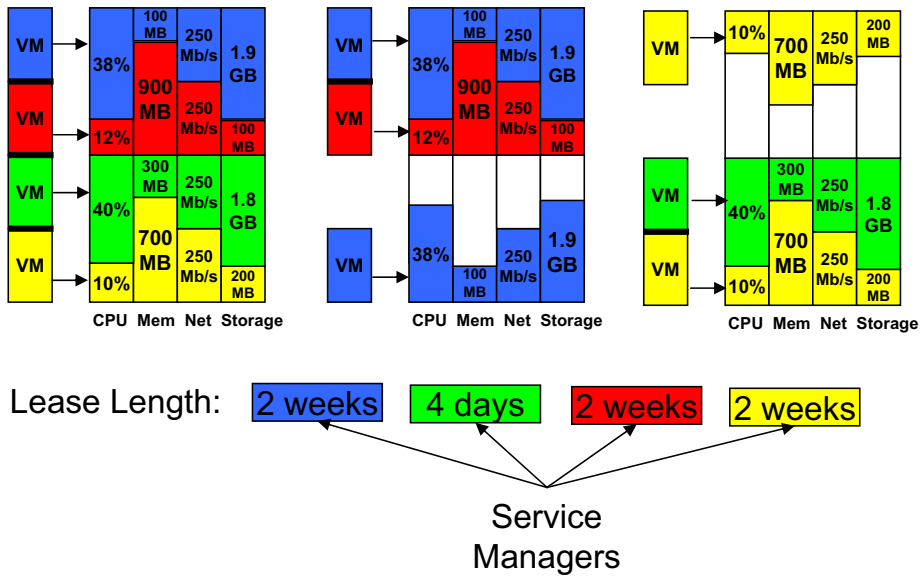 VM
VM
VM
VM
38%
100
MB
250
Mb/s
1.9
GB
12%
900
MB
250
Mb/s
100
MB
40%
300
MB
250
Mb/s
1.8
GB
10%
700
MB
250
Mb/s
200
MB
CPU Mem Net Storage
VM
VM
VM
38%
100
MB
250
Mb/s
1.9
GB
12%
900
MB
250
Mb/s
100
MB
38%
100
MB
250
Mb/s
1.9
GB
CPU Mem Net Storage
VM
VM
VM
10%
700
MB
250
Mb/s
200
MB
40%
300
MB
250
Mb/s
1.8
GB
10%
700
MB
250
Mb/s
200
MB
CPU Mem Net Storage
Lease Length: 2 weeks 4 days 2 weeks 2 weeks
Service
Managers